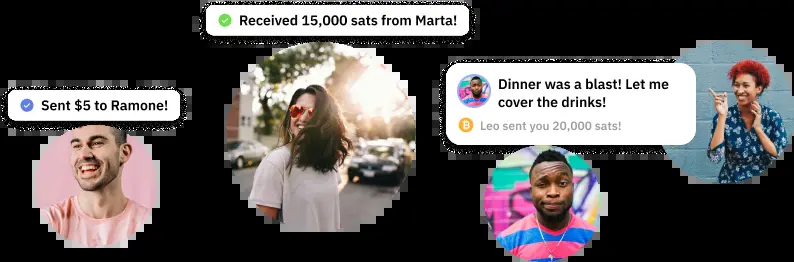 Received 15,000 sats from Marta!
Sent $5 to Ramone!
Dinner was a blast! Let me
cover the drinks!
Leo sent you 20,000 sats!